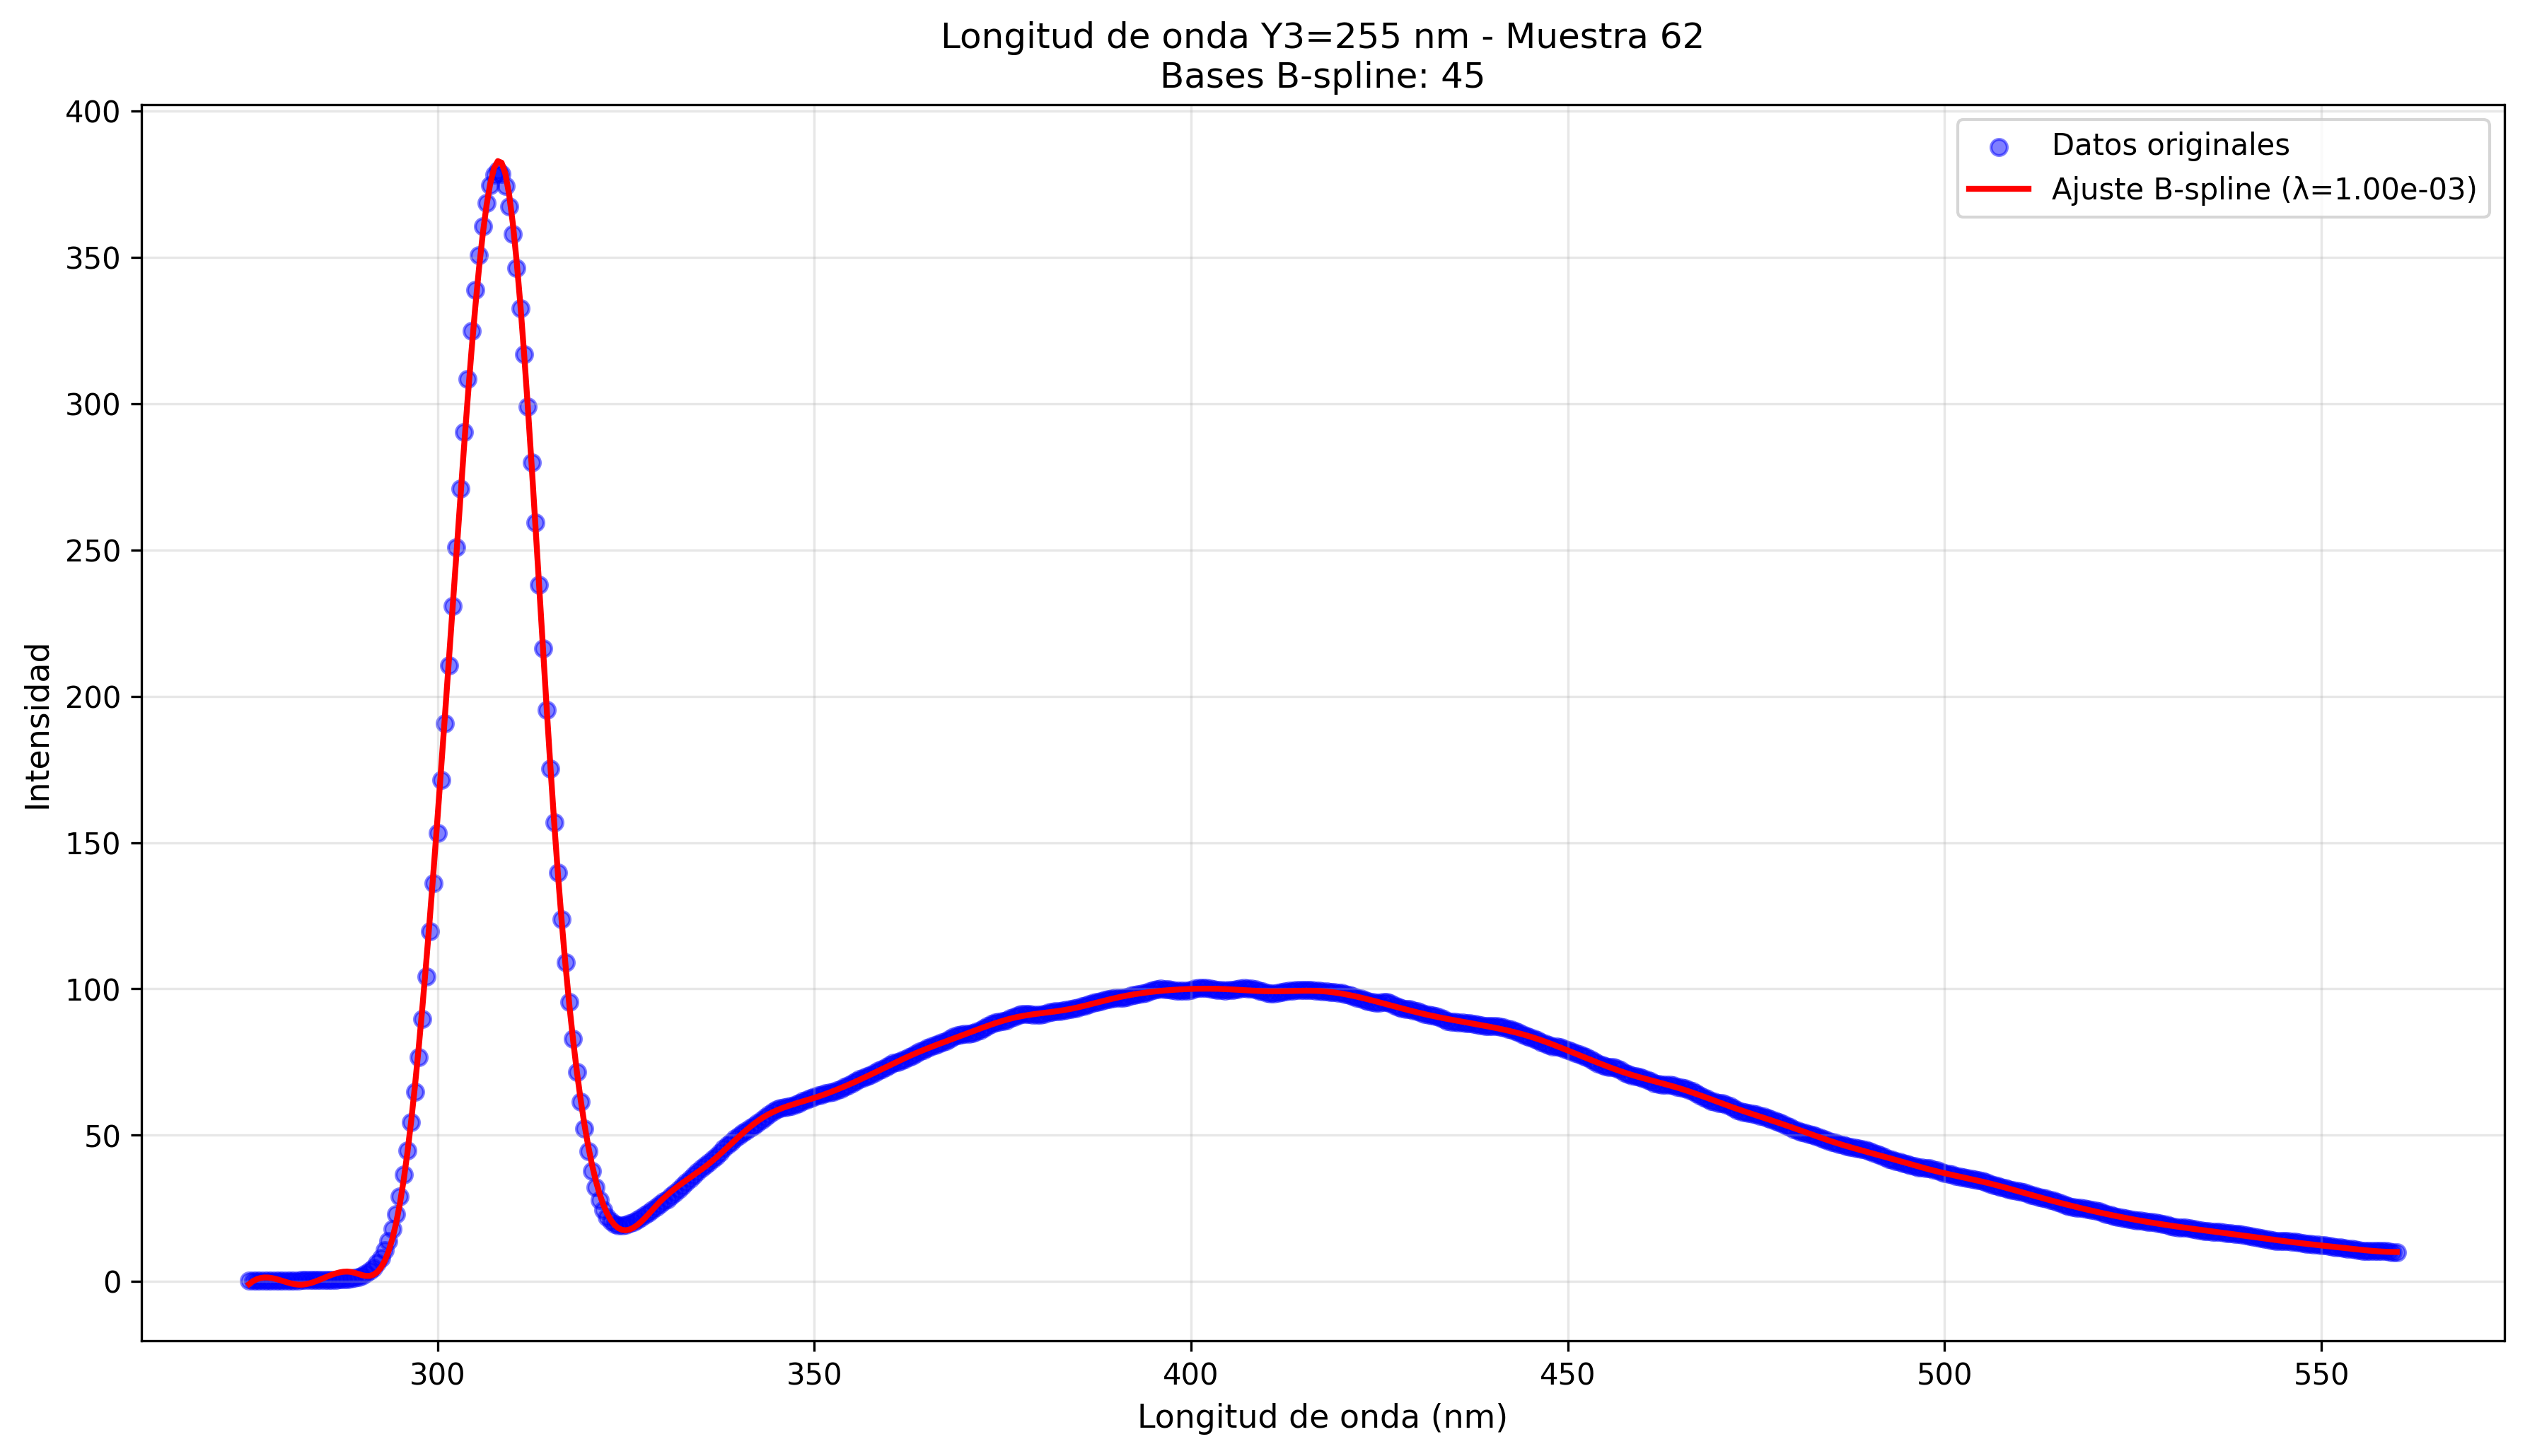 Longitud de onda Y3=255 nm - Muestra 62
Bases B-spline: 45
Datos originales
Ajuste B-spline (λ=1.00e-03)
Intensidad
400
350
300
250
200
150
100
50
0
300 350 400 450 500 550
Longitud de onda (nm)